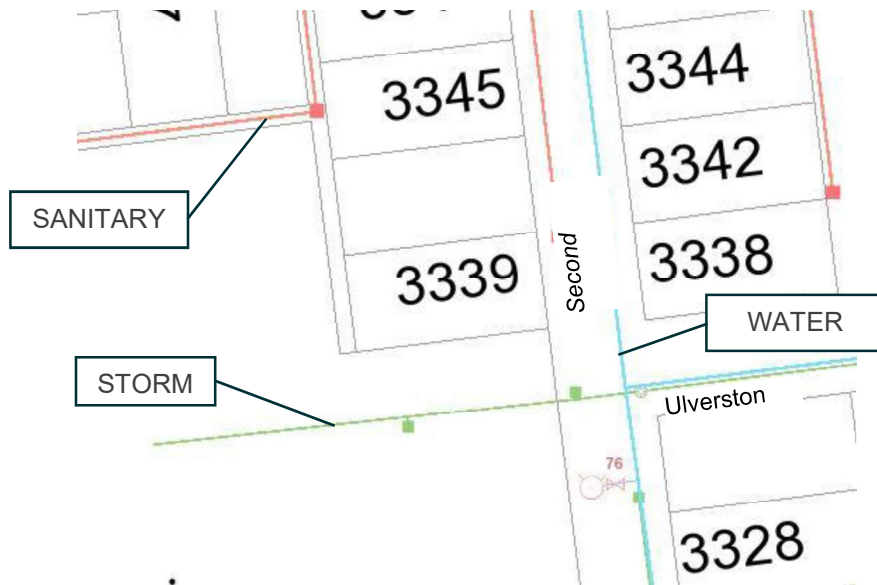 3345
3344
3342
SANITARY
Second
3339
3338
WATER
STORM
Ulverston
76
3328